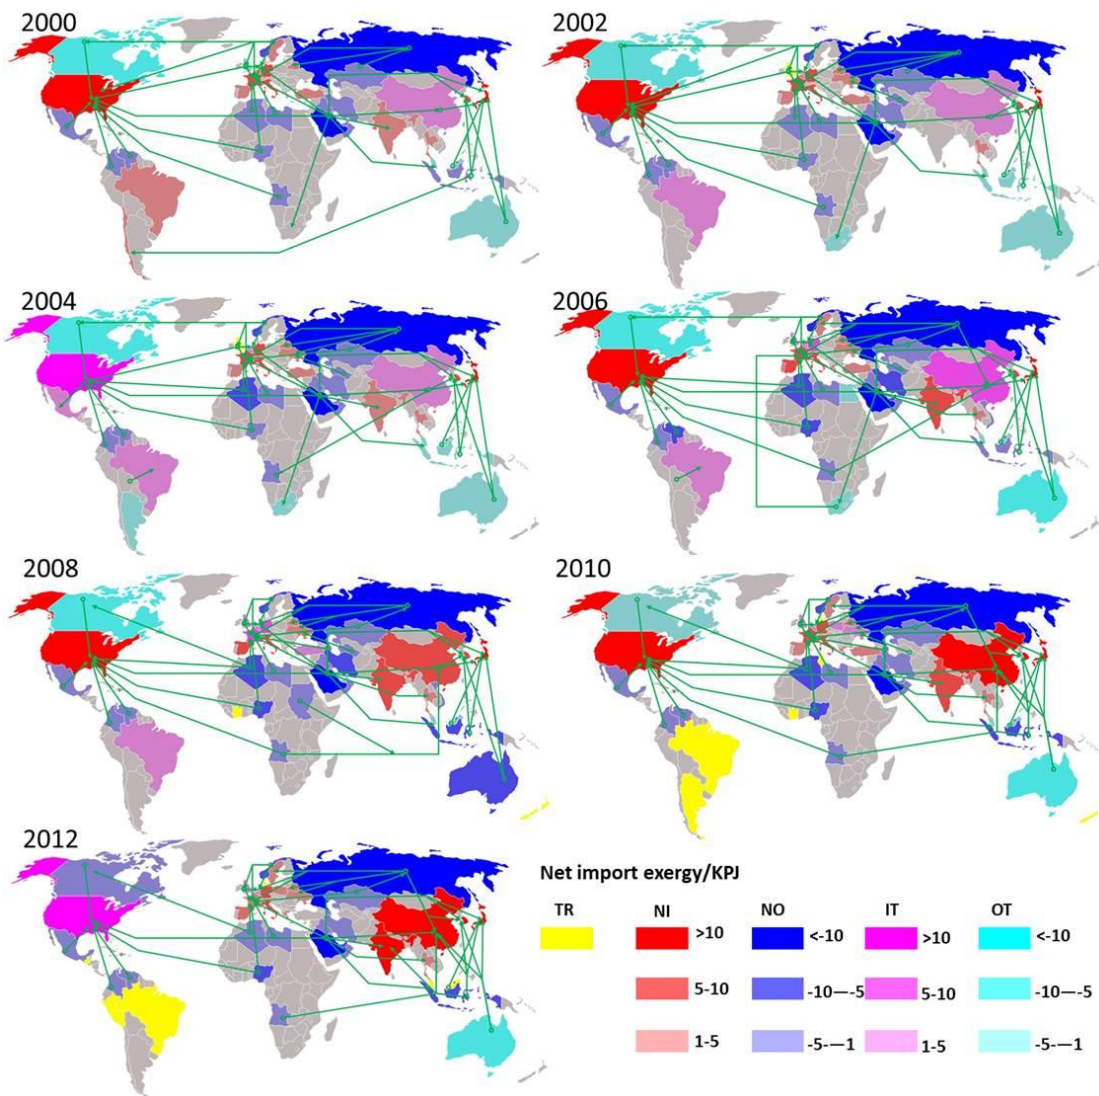 2000
2002
2004
2006
2008
2010
2012
Net import exergy/KPJ
TR NI NO IT OT
>10 <-10 >10 <-10
5-10 -10—-5 5-10 -10—-5
1-5 -5-—1 1-5 -5-—1